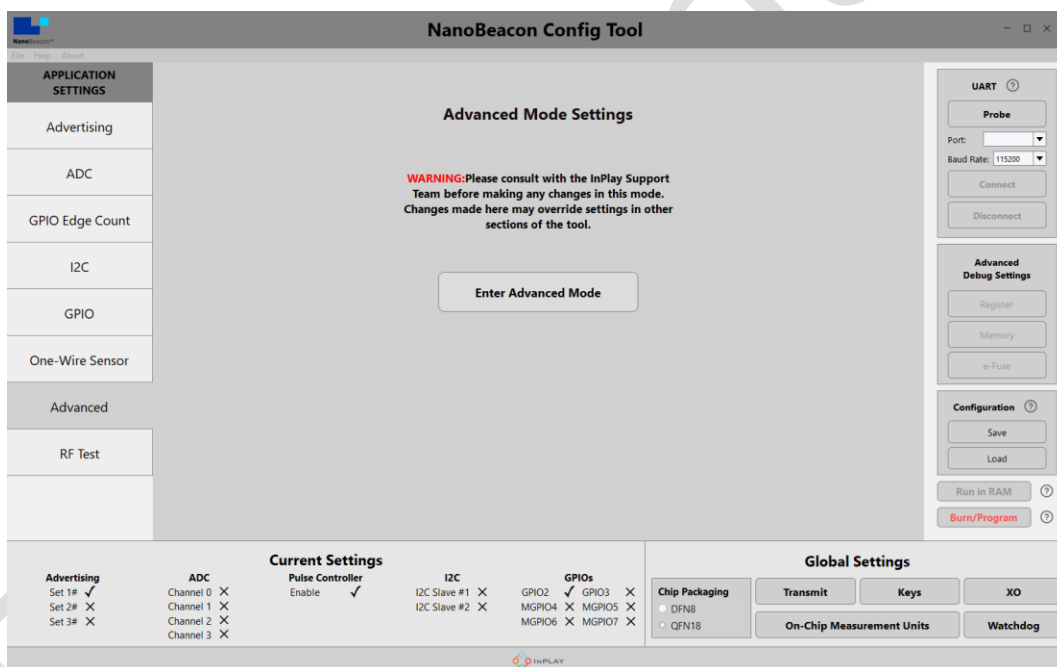 NanoBeacon Config Tool
NanoBeacon™
File Help About
APPLICATION
SETTINGS
Advertising
ADC
GPIO Edge Count
I2C
GPIO
One-Wire Sensor
Advanced
RF Test
Advanced Mode Settings
WARNING:Please consult with the InPlay Support
Team before making any changes in this mode.
Changes made here may override settings in other
sections of the tool.
Enter Advanced Mode
UART ?
Probe
Port:
Baud Rate: 115200
Connect
Disconnect
Advanced
Debug Settings
Register
Memory
e-Fuse
Configuration ?
Save
Load
Run in RAM ?
Burn/Program ?
Current Settings
Advertising
Set 1# ✓
Set 2# ✕
Set 3# ✕
ADC
Channel 0 ✕
Channel 1 ✕
Channel 2 ✕
Channel 3 ✕
Pulse Controller
Enable ✓
I2C
I2C Slave #1 ✕
I2C Slave #2 ✕
GPIOs
GPIO2 ✓ GPIO3 ✕
MGPIO4 ✕ MGPIO5 ✕
MGPIO6 ✕ MGPIO7 ✕
Global Settings
Chip Packaging
DFN8
QFN18
Transmit
Keys
XO
On-Chip Measurement Units
Watchdog
INPLAY